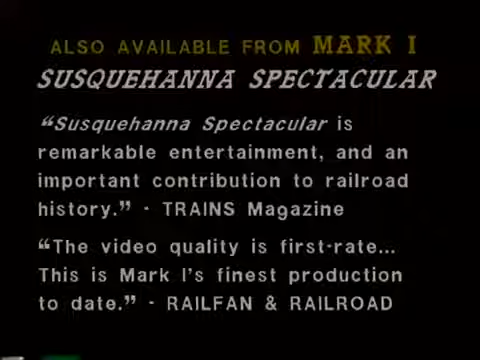 ALSO AVAILABLE FROM MARK I
SUSQUEHANNA SPECTACULAR
“Susquehanna Spectacular is
remarkable entertainment, and an
important contribution to railroad
history.” - TRAINS Magazine
“The video quality is first-rate...
This is Mark I's finest production
to date.” - RAILFAN & RAILROAD